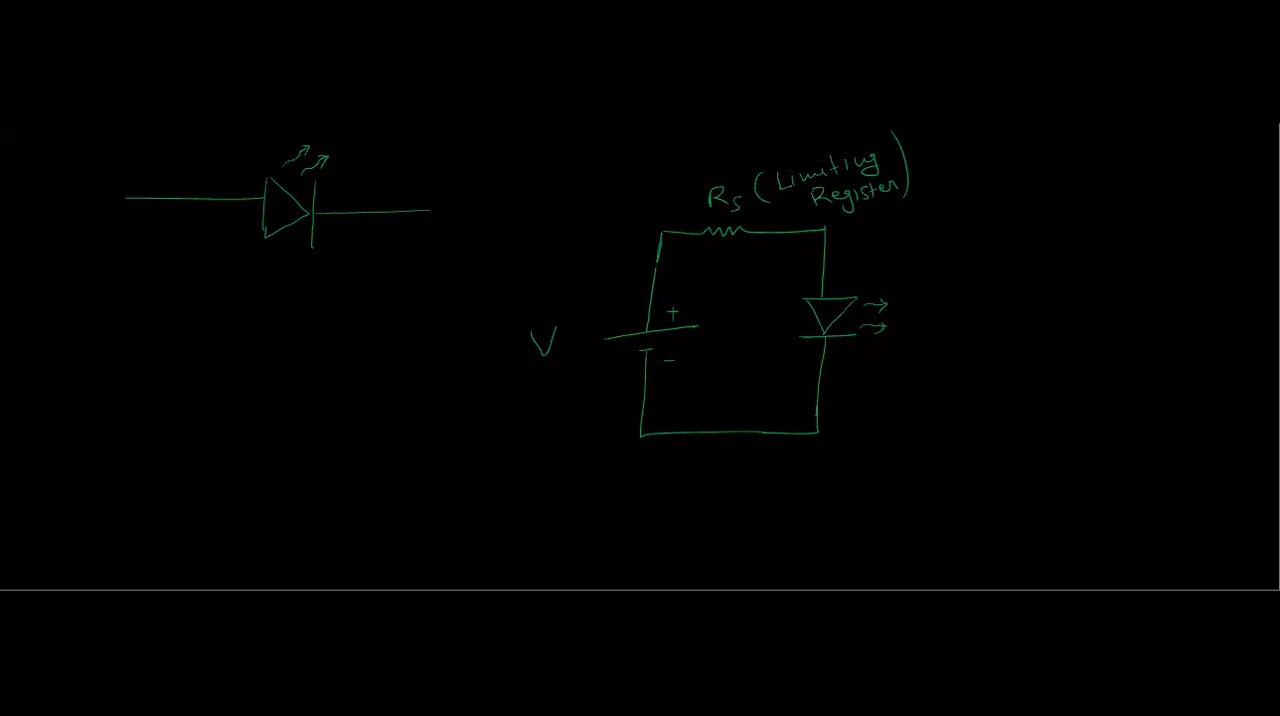 Rs (Limiting
Register)
+
V
-